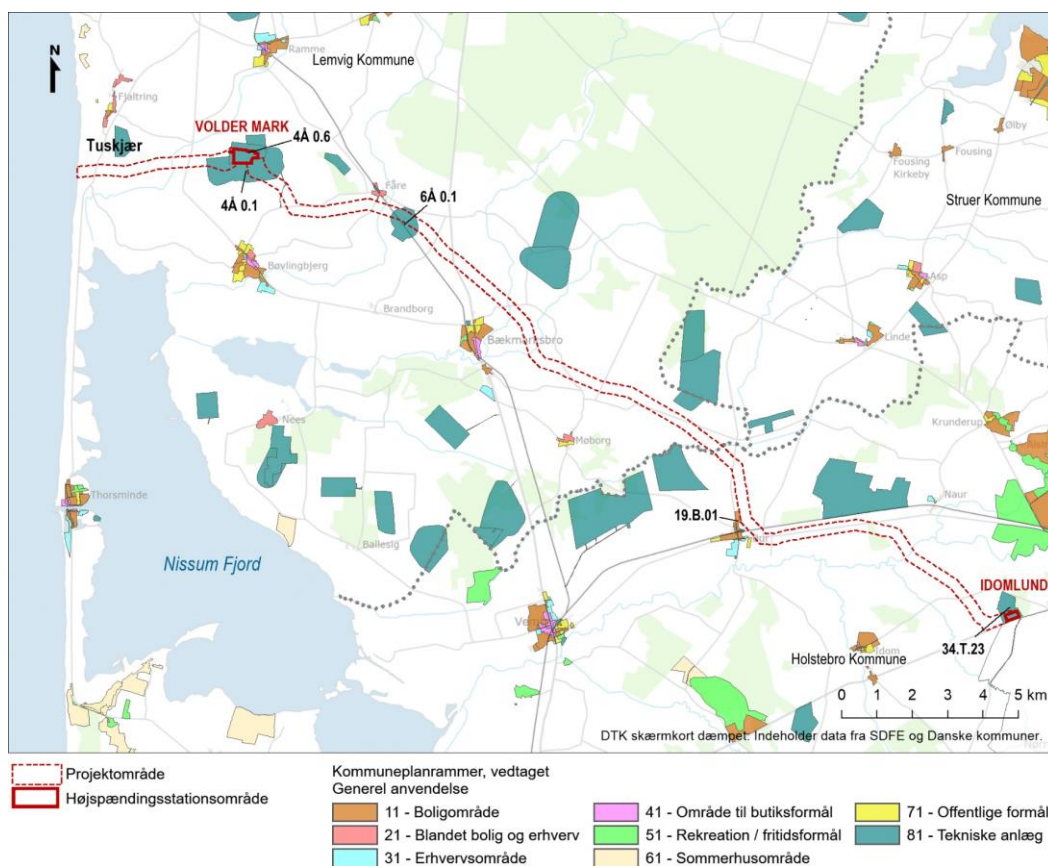 N
Ramme
Lemvig Kommune
Fjaltring
Tuskjær
VOLDER MARK
4Å 0.6
4Å 0.1
Fåre
6Å 0.1
Bøvlingbjerg
Brandborg
Bækmarksbro
Ølby
Fousing
Fousing
Kirkeby
Struer Kommune
Asp
Linde
Krunderup
Nees
Møborg
Thorsminde
Ballesig
Nissum Fjord
19.B.01
Naur
IDOMLUND
34.T.23
Idom
Holstebro Kommune
0 1 2 3 4 5 km
DTK skærmkort dæmpet: Indeholder data fra SDFE og Danske kommuner.
Projektområde
Højspændingsstationsområde
Kommuneplanrammer, vedtaget
Generel anvendelse
11 - Boligområde
21 - Blandet bolig og erhverv
31 - Erhvervsområde
41 - Område til butiksformål
51 - Rekreation / fritidsformål
61 - Sommerhusområde
71 - Offentlige formål
81 - Tekniske anlæg